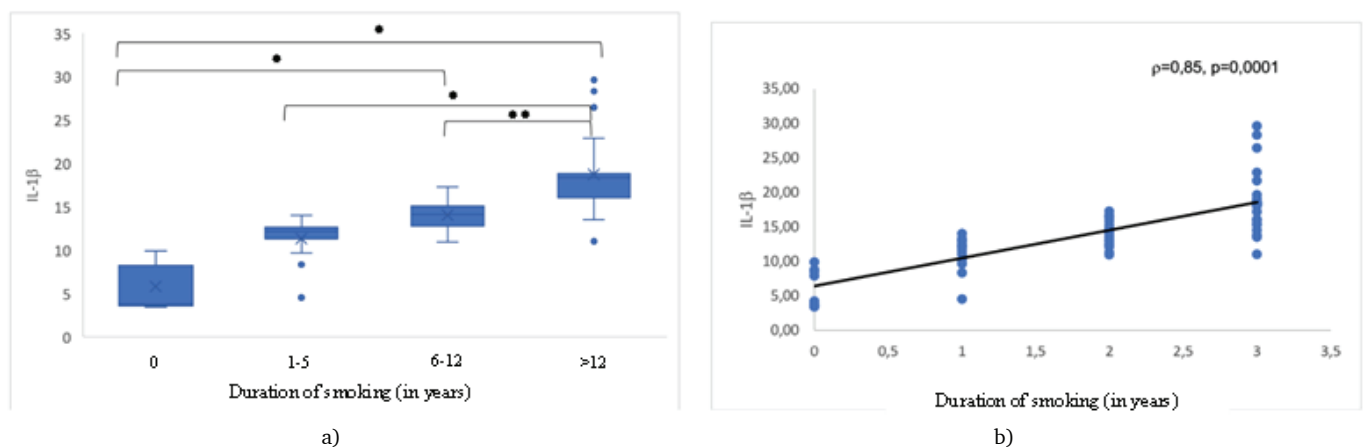 35
30
25
20
15
10
5
0
IL-1β
* 
*
*
**
0 1-5 6-12 >12
Duration of smoking (in years)
a)
ρ=0,85, p=0,0001
35,00
30,00
25,00
20,00
15,00
10,00
5,00
0,00
IL-1β
0 0,5 1 1,5 2 2,5 3 3,5
Duration of smoking (in years)
b)